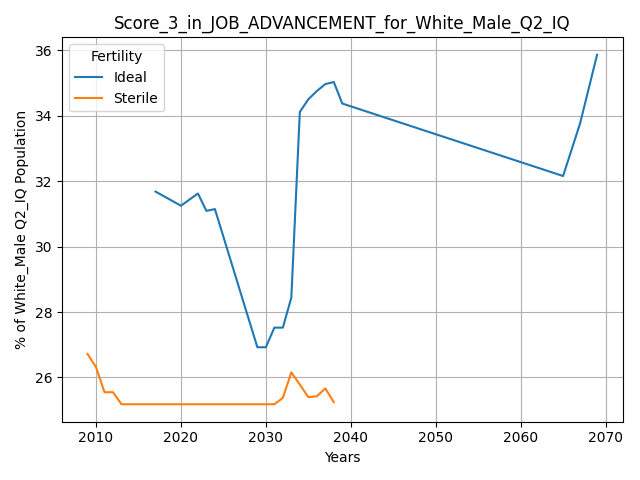 Score_3_in_JOB_ADVANCEMENT_for_White_Male_Q2_IQ
% of White_Male Q2_IQ Population
Fertility
Ideal
Sterile
36
34
32
30
28
26
2010
2020
2030
2040
2050
2060
2070
Years